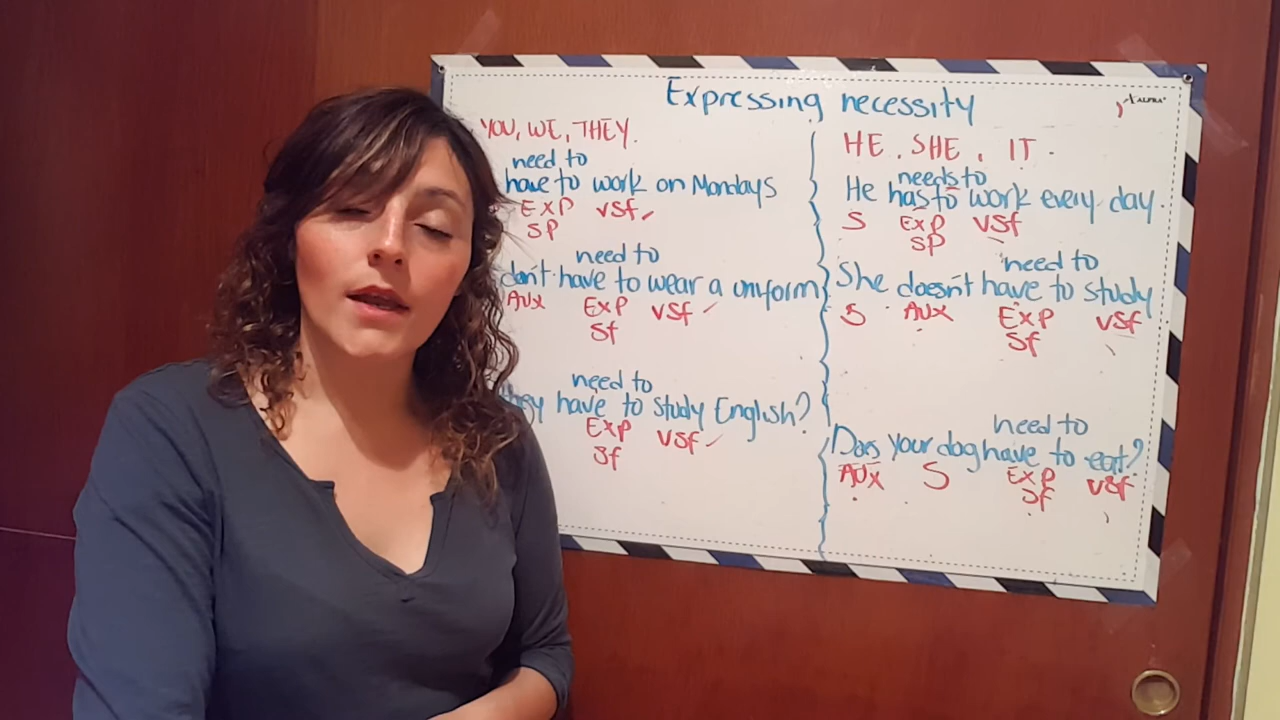 Expressing necessity
ALPHA
YOU, WE, THEY.
need to
have to work on Mondays
EXP VSf
SP
need to
don't have to wear a uniform
AUX EXP VSf
Sf
need to
they have to study English?
EXP VSf
Sf
HE, SHE, IT.
needs to
He has to work every day.
S EXP VSf
SP
need to
She doesn't have to study
S AUX EXP VSf
Sf
need to
Does your dog have to eat?
AUX S EXP VSf
Sf